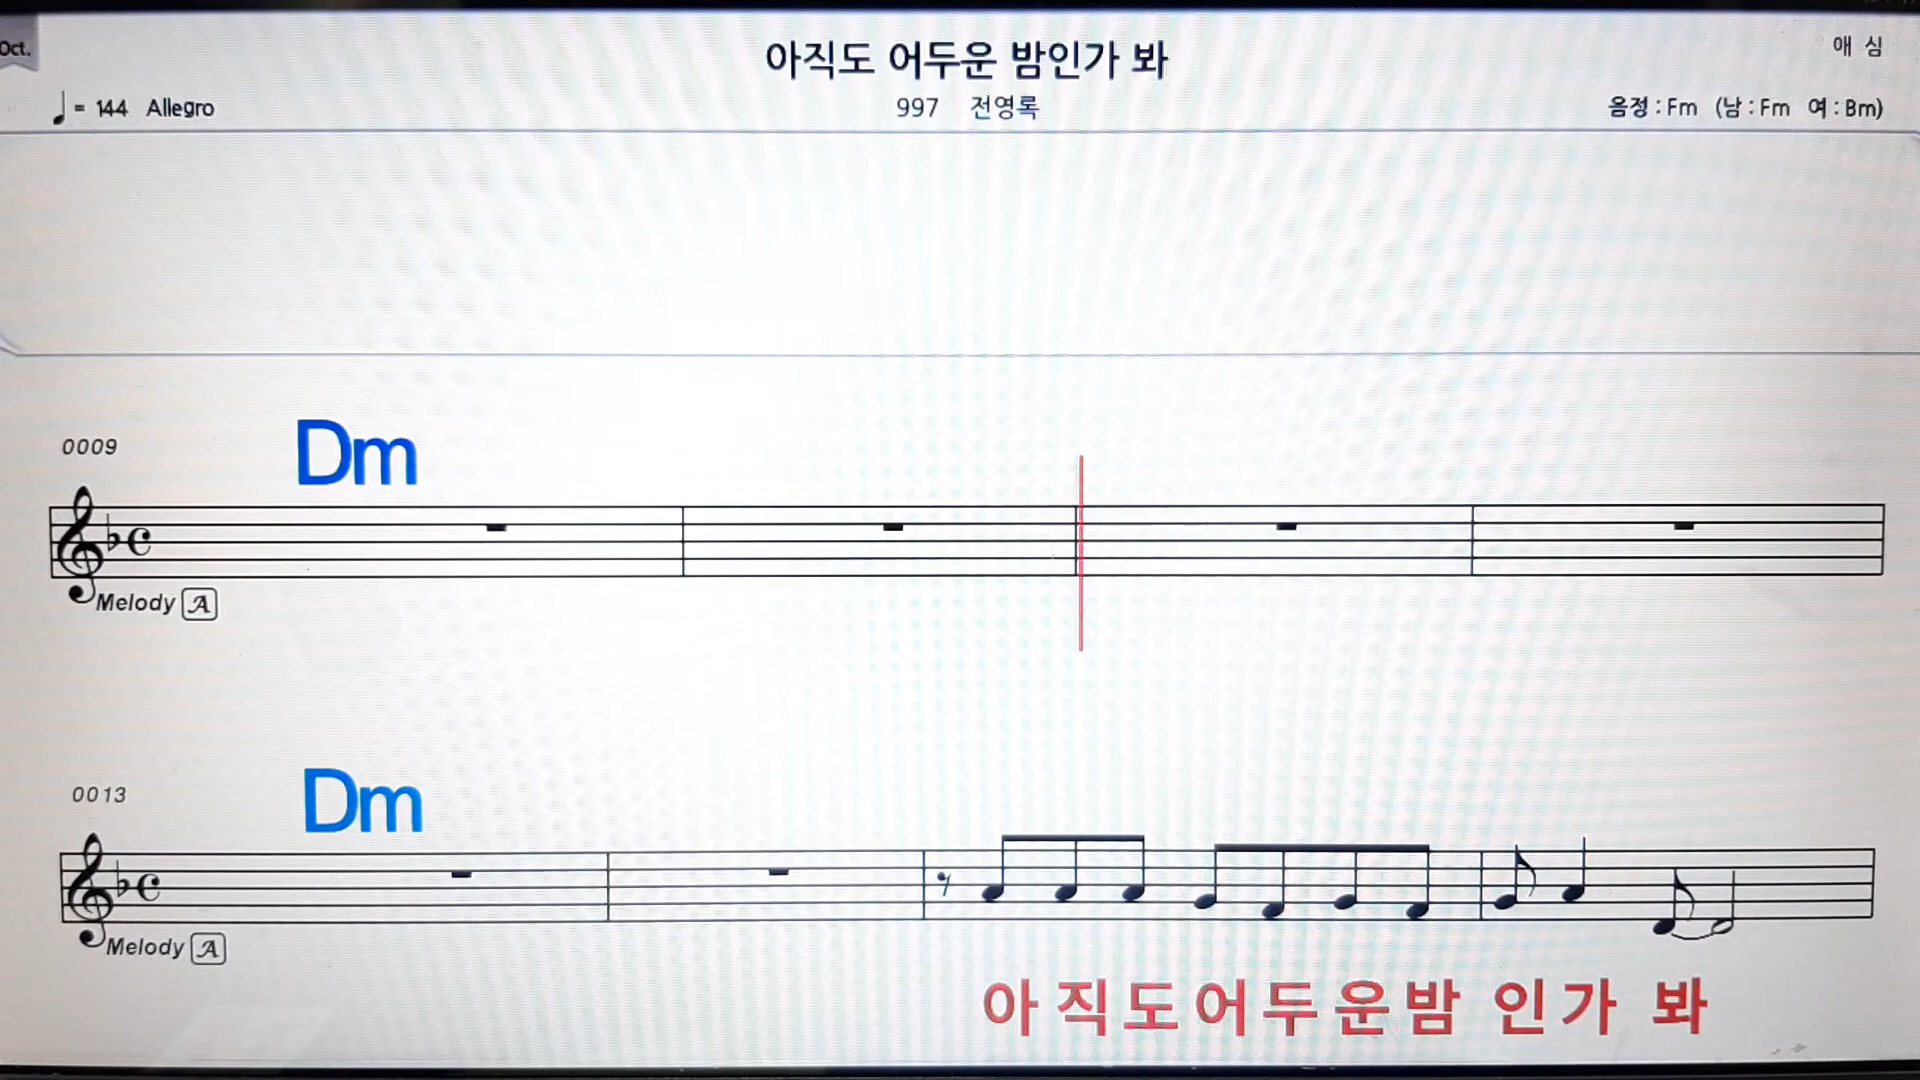 Oct.
아직도 어두운 밤인가 봐
애 심
♩= 144 Allegro
997 전영록
음정 : Fm (남 : Fm 여 : Bm)
0009
Dm
Melody A
0013
Dm
Melody A
아직도어두운밤 인가 봐